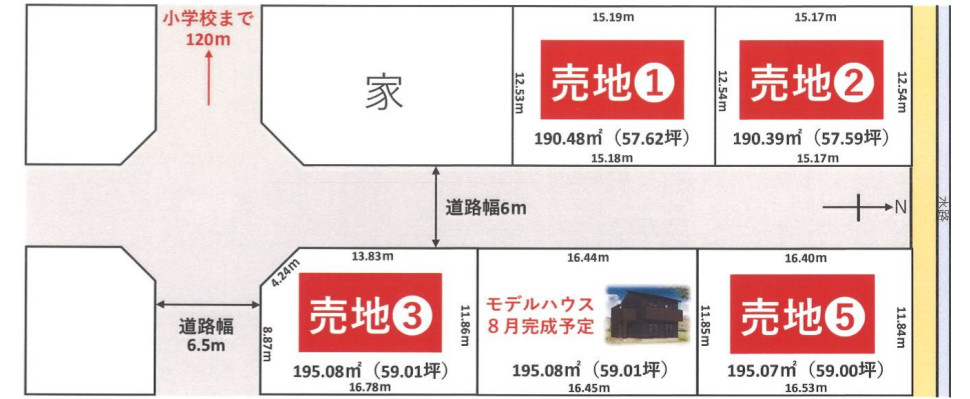 小学校まで
120m
家
15.19m
12.53m
売地1
190.48㎡（57.62坪）
15.18m
15.17m
12.54m
売地2
12.54m
190.39㎡（57.59坪）
15.17m
道路幅6m
N
水路
道路幅
6.5m
4.24m
13.83m
8.87m
売地3
11.86m
195.08㎡（59.01坪）
16.78m
16.44m
モデルハウス
８月完成予定
11.85m
195.08㎡（59.01坪）
16.45m
16.40m
売地5
11.84m
195.07㎡（59.00坪）
16.53m